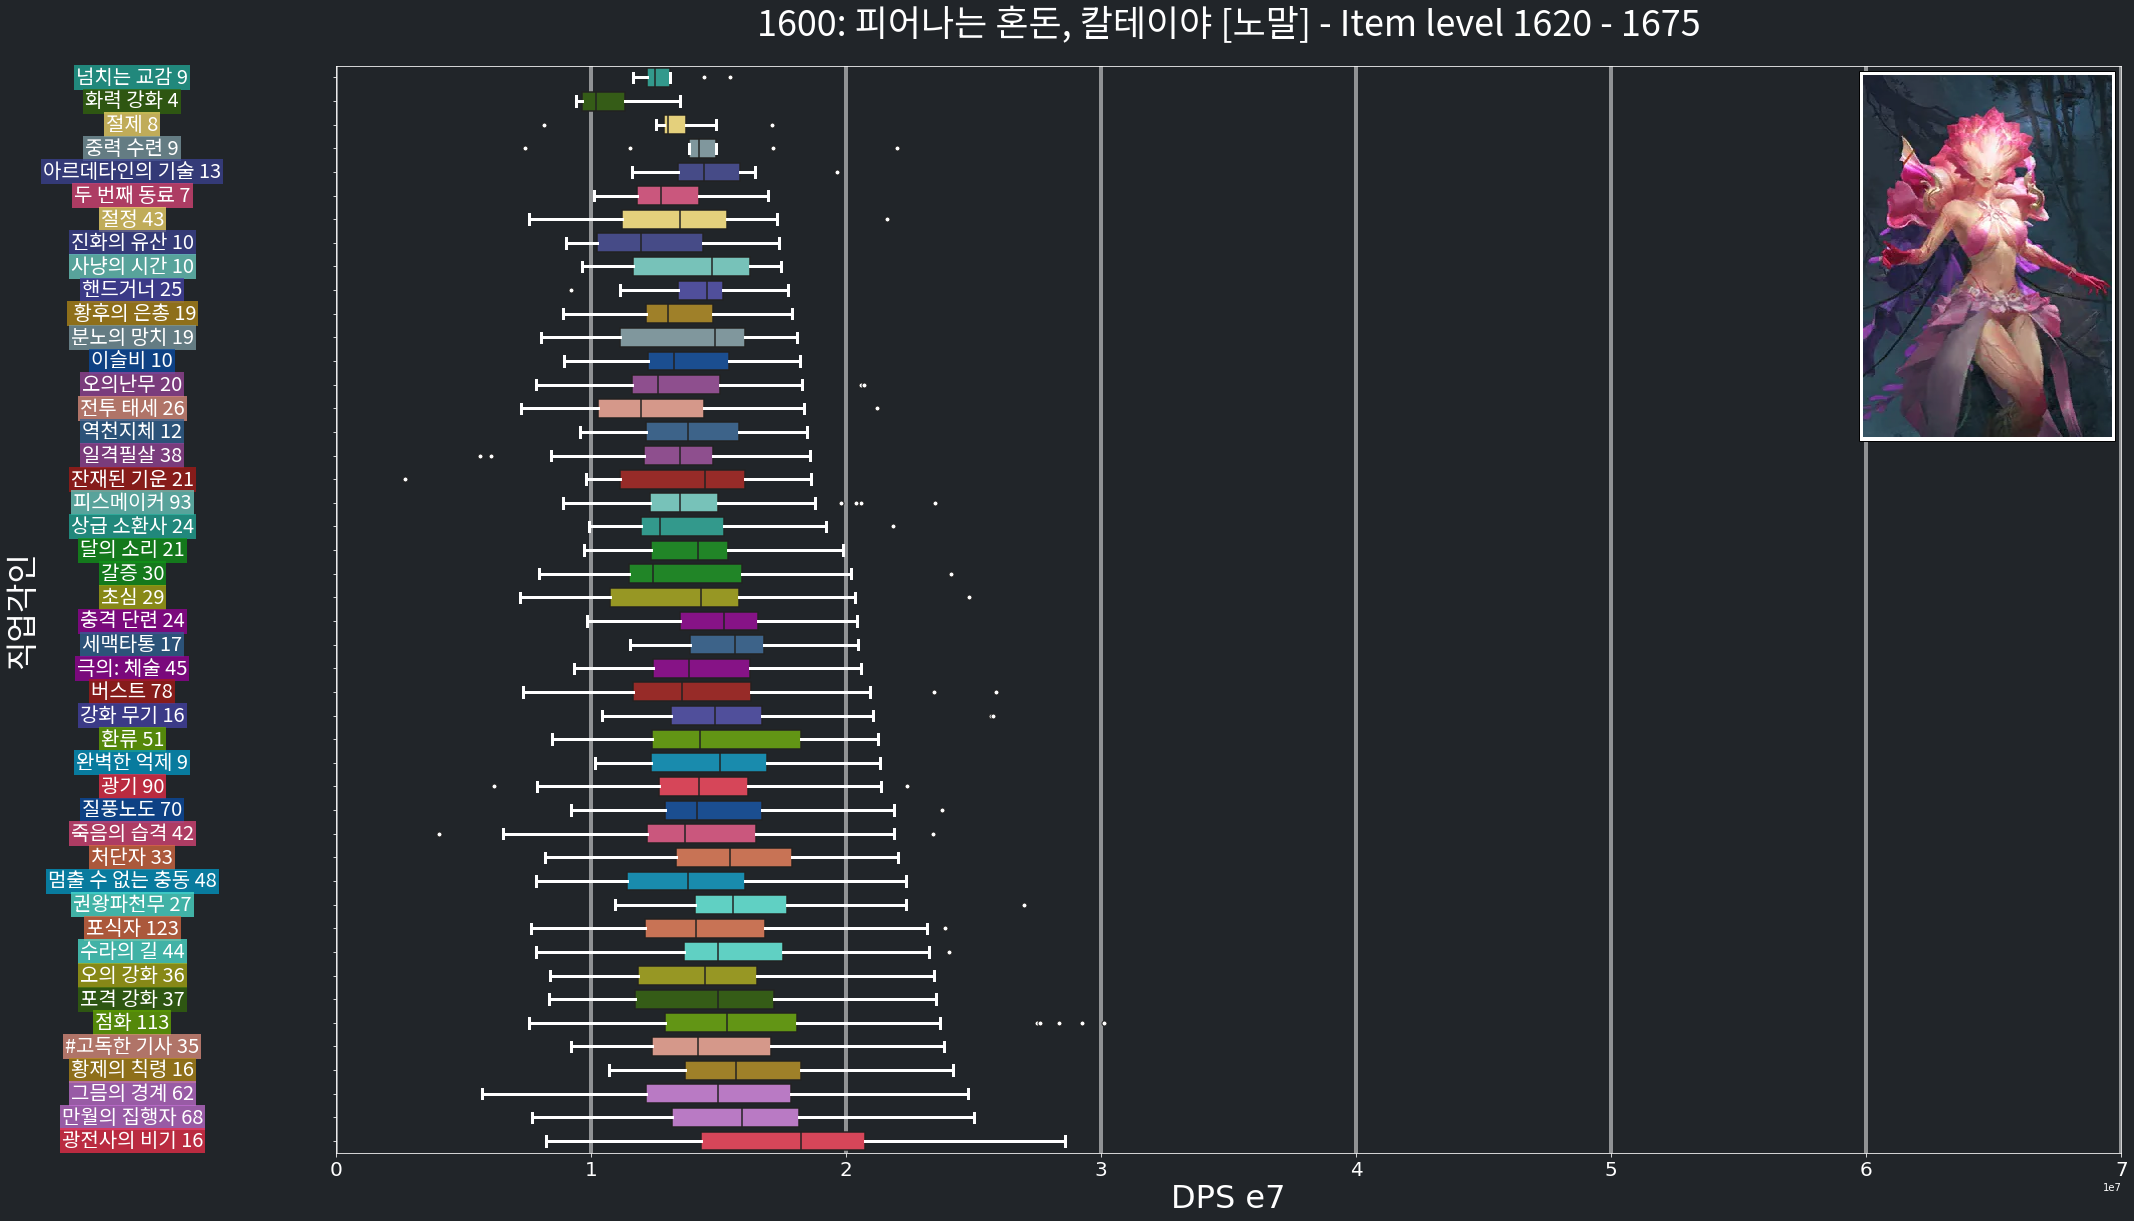 1600: 피어나는 혼돈, 칼테이야 [노말] - Item level 1620 - 1675
넘치는 교감 9
화력 강화 4
절제 8
중력 수련 9
아르데타인의 기술 13
두 번째 동료 7
절정 43
진화의 유산 10
사냥의 시간 10
핸드거너 25
황후의 은총 19
분노의 망치 19
이슬비 10
오의난무 20
전투 태세 26
역천지체 12
일격필살 38
잔재된 기운 21
피스메이커 93
상급 소환사 24
달의 소리 21
갈증 30
초심 29
충격 단련 24
세맥타통 17
극의: 체술 45
버스트 78
강화 무기 16
환류 51
완벽한 억제 9
광기 90
질풍노도 70
죽음의 습격 42
처단자 33
멈출 수 없는 충동 48
권왕파천무 27
포식자 123
수라의 길 44
오의 강화 36
포격 강화 37
점화 113
#고독한 기사 35
황제의 칙령 16
그믐의 경계 62
만월의 집행자 68
광전사의 비기 16
직업각인
0 1 2 3 4 5 6 7
1e7
DPS e7